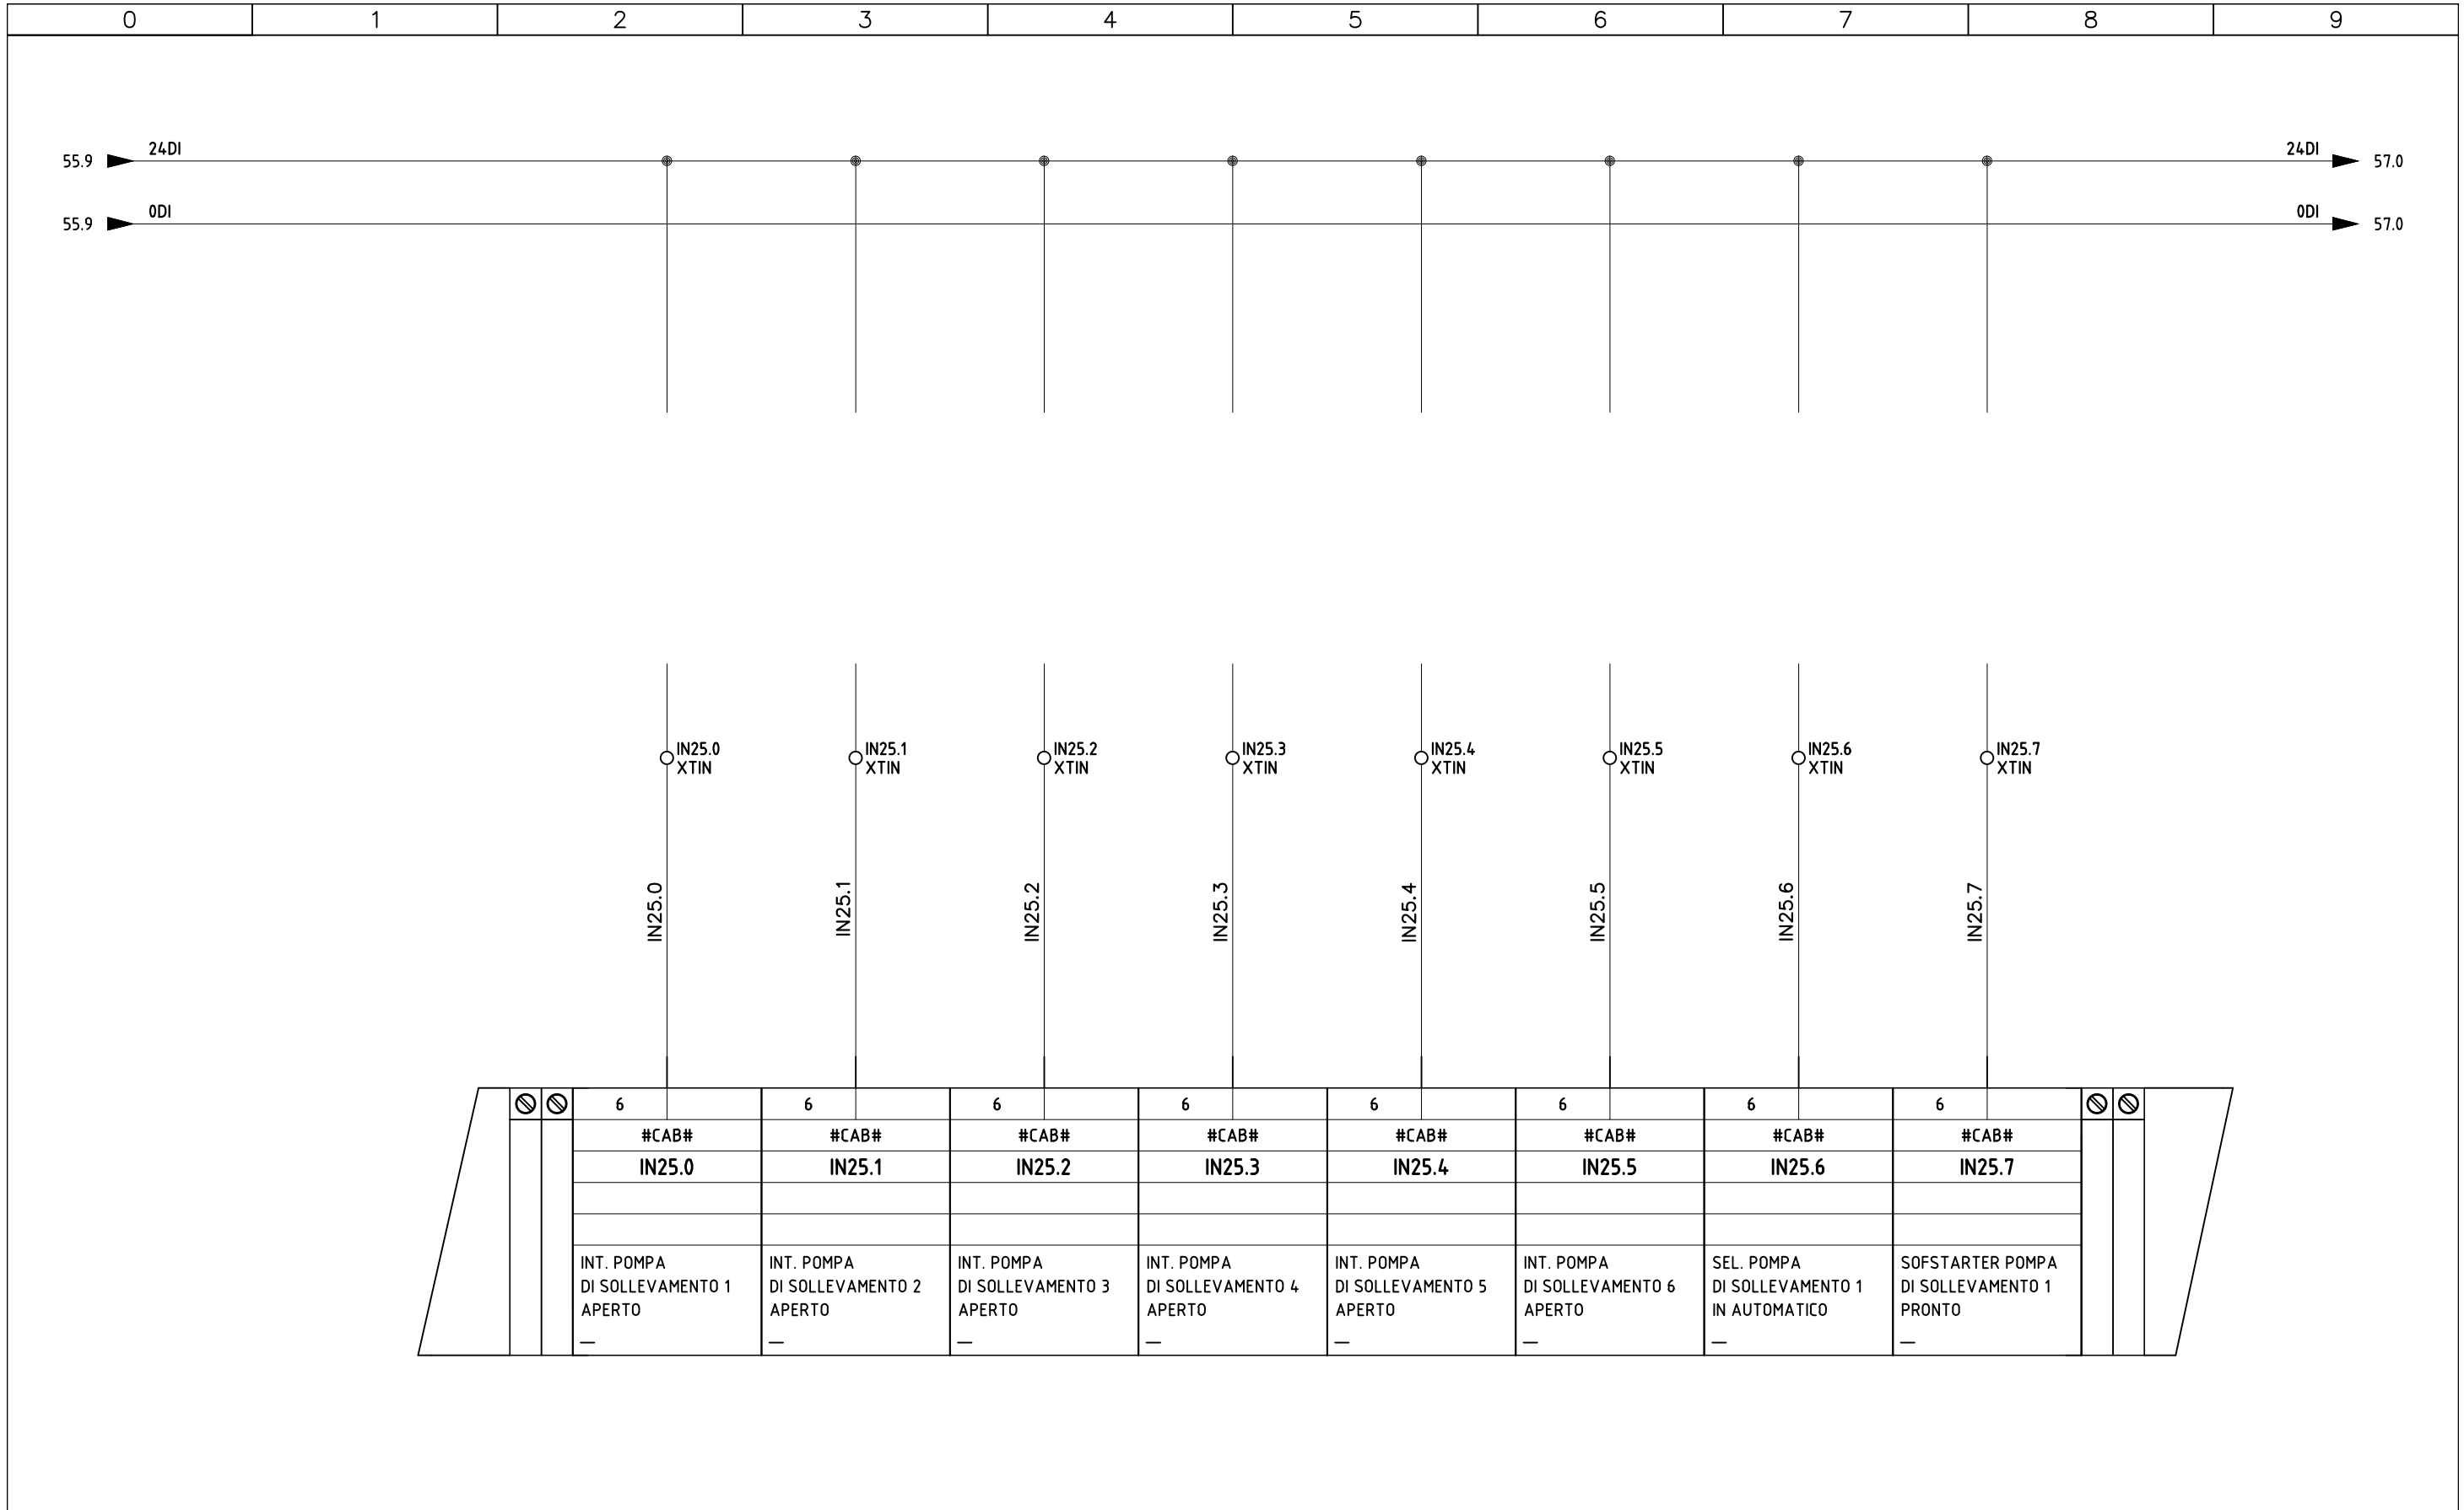 0 1 2 3 4 5 6 7 8 9
55.9 24DI 24DI 57.0
55.9 0DI 0DI 57.0
IN25.0 IN25.1 IN25.2 IN25.3 IN25.4 IN25.5 IN25.6 IN25.7
XTIN XTIN XTIN XTIN XTIN XTIN XTIN XTIN
IN25.0 IN25.1 IN25.2 IN25.3 IN25.4 IN25.5 IN25.6 IN25.7
6 6 6 6 6 6 6 6
#CAB# #CAB# #CAB# #CAB# #CAB# #CAB# #CAB# #CAB#
IN25.0 IN25.1 IN25.2 IN25.3 IN25.4 IN25.5 IN25.6 IN25.7
INT. POMPA
DI SOLLEVAMENTO 1
APERTO
—
INT. POMPA
DI SOLLEVAMENTO 2
APERTO
—
INT. POMPA
DI SOLLEVAMENTO 3
APERTO
—
INT. POMPA
DI SOLLEVAMENTO 4
APERTO
—
INT. POMPA
DI SOLLEVAMENTO 5
APERTO
—
INT. POMPA
DI SOLLEVAMENTO 6
APERTO
—
SEL. POMPA
DI SOLLEVAMENTO 1
IN AUTOMATICO
—
SOFSTARTER POMPA
DI SOLLEVAMENTO 1
PRONTO
—